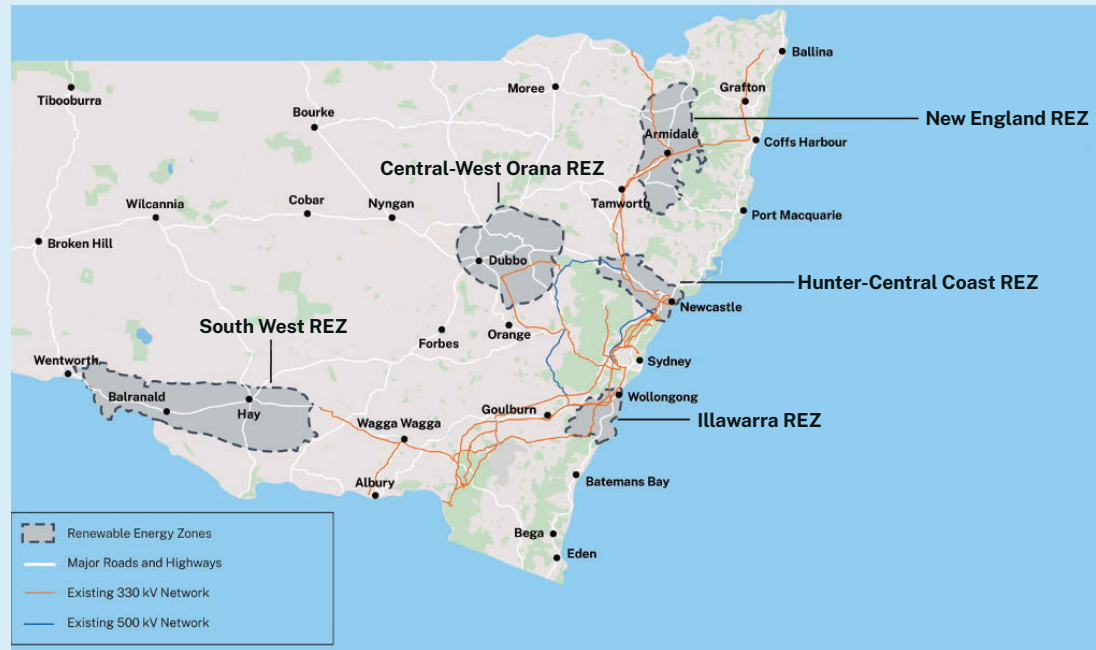 Ballina
Tibooburra
Moree
Grafton
Bourke
New England REZ
Armidale
Coffs Harbour
Central-West Orana REZ
Wilcannia
Cobar
Nyngan
Tamworth
Port Macquarie
Broken Hill
Dubbo
Hunter-Central Coast REZ
Newcastle
South West REZ
Orange
Forbes
Wentworth
Sydney
Balranald
Hay
Wollongong
Goulburn
Illawarra REZ
Wagga Wagga
Albury
Batemans Bay
Bega
Eden
Renewable Energy Zones
Major Roads and Highways
Existing 330 kV Network
Existing 500 kV Network